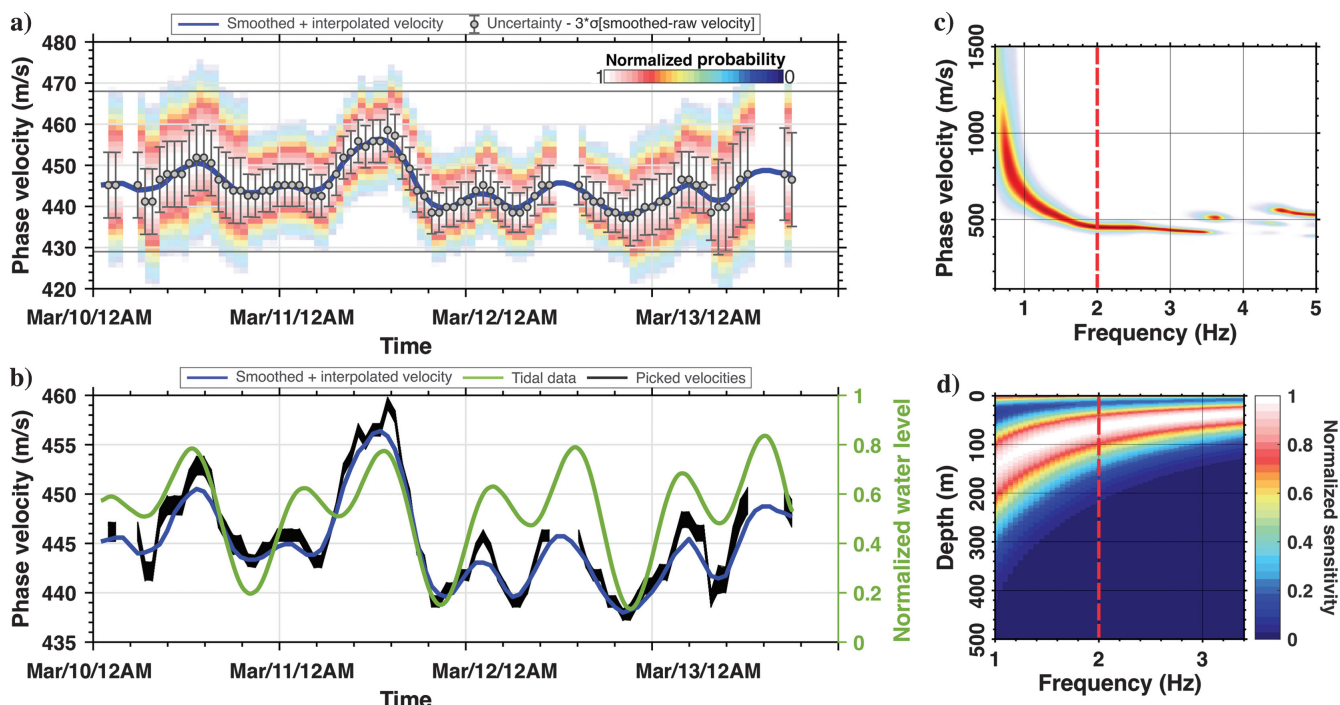 a)
Smoothed + interpolated velocity
Uncertainty - 3*σ[smoothed-raw velocity]
Normalized probability
1
0
Phase velocity (m/s)
480
470
460
450
440
430
420
Mar/10/12AM
Mar/11/12AM
Mar/12/12AM
Mar/13/12AM
Time
b)
Smoothed + interpolated velocity
Tidal data
Picked velocities
Phase velocity (m/s)
460
455
450
445
440
435
1
0.8
0.6
0.4
0.2
0
Normalized water level
Mar/10/12AM
Mar/11/12AM
Mar/12/12AM
Mar/13/12AM
Time
c)
Phase velocity (m/s)
1500
1000
500
1
2
3
4
5
Frequency (Hz)
d)
Depth (m)
0
100
200
300
400
500
1
2
3
Frequency (Hz)
1
0.8
0.6
0.4
0.2
0
Normalized sensitivity